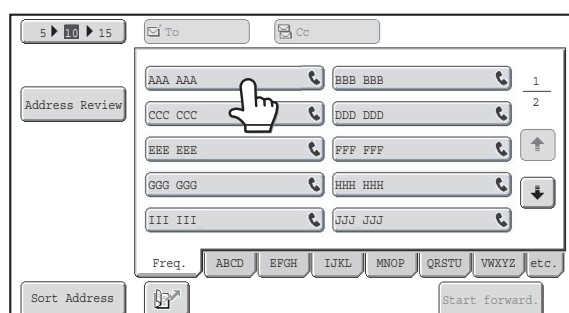 5 10 15 To Cc
AAA AAA BBB BBB 1
Address Review CCC CCC DDD DDD 2
EEE EEE FFF FFF
GGG GGG HHH HHH
III III JJJ JJJ
Freq. ABCD EFGH IJKL MNOP QRSTU VWXYZ etc.
Sort Address Start forward.